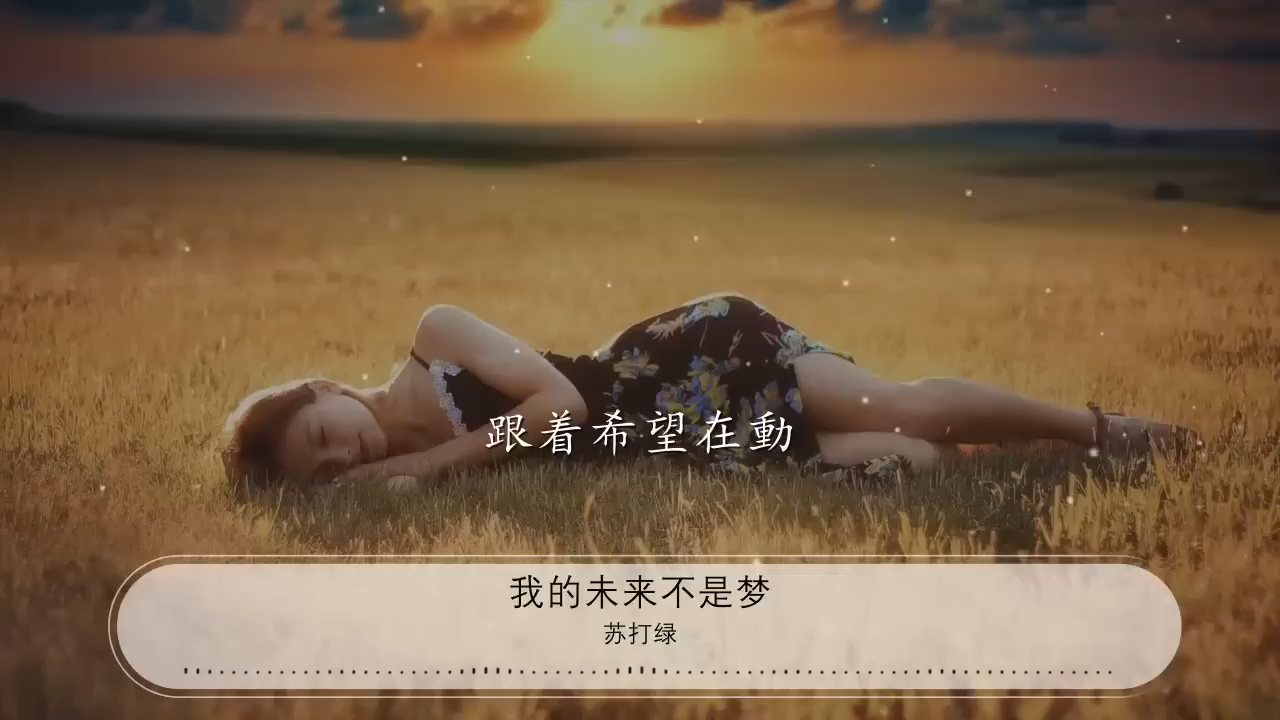 跟着希望在動
我的未来不是梦
苏打绿